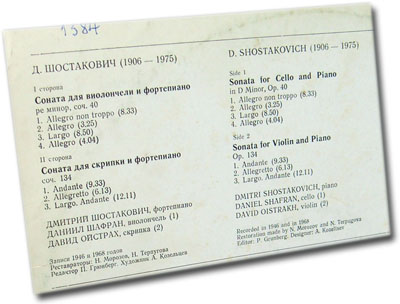 1584
Д. ШОСТАКОВИЧ (1906 — 1975)
I сторона
Соната для виолончели и фортепиано
ре минор, соч. 40
1. Allegro non troppo (8.33)
2. Allegro (3.25)
3. Largo (8.50)
4. Allegro (4.04)
II сторона
Соната для скрипки и фортепиано
соч. 134
1. Andante (9.33)
2. Allegretto (6.13)
3. Largo. Andante (12.11)
ДМИТРИЙ ШОСТАКОВИЧ, фортепиано
ДАНИИЛ ШАФРАН, виолончель (1)
ДАВИД ОЙСТРАХ, скрипка (2)
Записи 1946 и 1968 годов
Реставраторы: Н. Морозов, Н. Терпугова
Редактор П. Грюнберг. Художник А. Козельцев
D. SHOSTAKOVICH (1906 — 1975)
Side 1
Sonata for Cello and Piano
in D Minor, Op. 40
1. Allegro non troppo (8.33)
2. Allegro (3.25)
3. Largo (8.50)
4. Allegro (4.04)
Side 2
Sonata for Violin and Piano
Op. 134
1. Andante (9.33)
2. Allegretto (6.13)
3. Largo. Andante (12.11)
DMITRI SHOSTAKOVICH, piano
DANIEL SHAFRAN, cello (1)
DAVID OISTRAKH, violin (2)
Recorded in 1946 and in 1968
Restoration made by N. Morozov and N. Terpugova
Editor: P. Grunberg. Designer: A. Kozeltsev